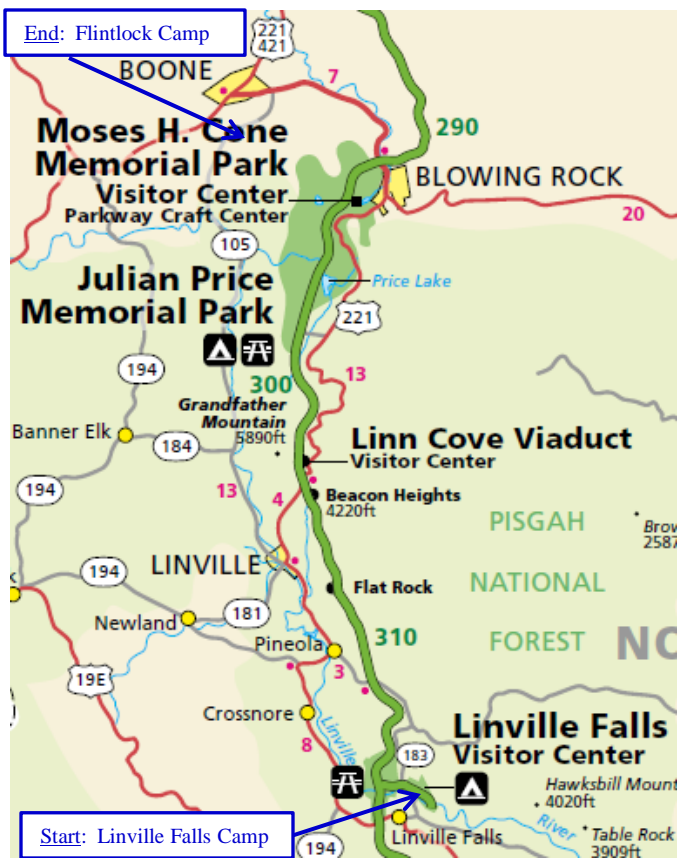 End: Flintlock Camp
221
421
BOONE
7
290
Moses H. Cone
Memorial Park
Visitor Center
Parkway Craft Center
BLOWING ROCK
20
105
Julian Price
Memorial Park
Price Lake
221
194
300
13
Grandfather
Mountain
5890ft
Banner Elk
184
Linn Cove Viaduct
Visitor Center
194
13
4
Beacon Heights
4220ft
PISGAH
Brow
2587
194
LINVILLE
Flat Rock
NATIONAL
181
Newland
310
Pineola
FOREST
NO
19E
3
Crossnore
Linville
8
183
Linville Falls
Visitor Center
Hawksbill Mount
4020ft
Start: Linville Falls Camp
194
Linville Falls
River
Table Rock
3909ft